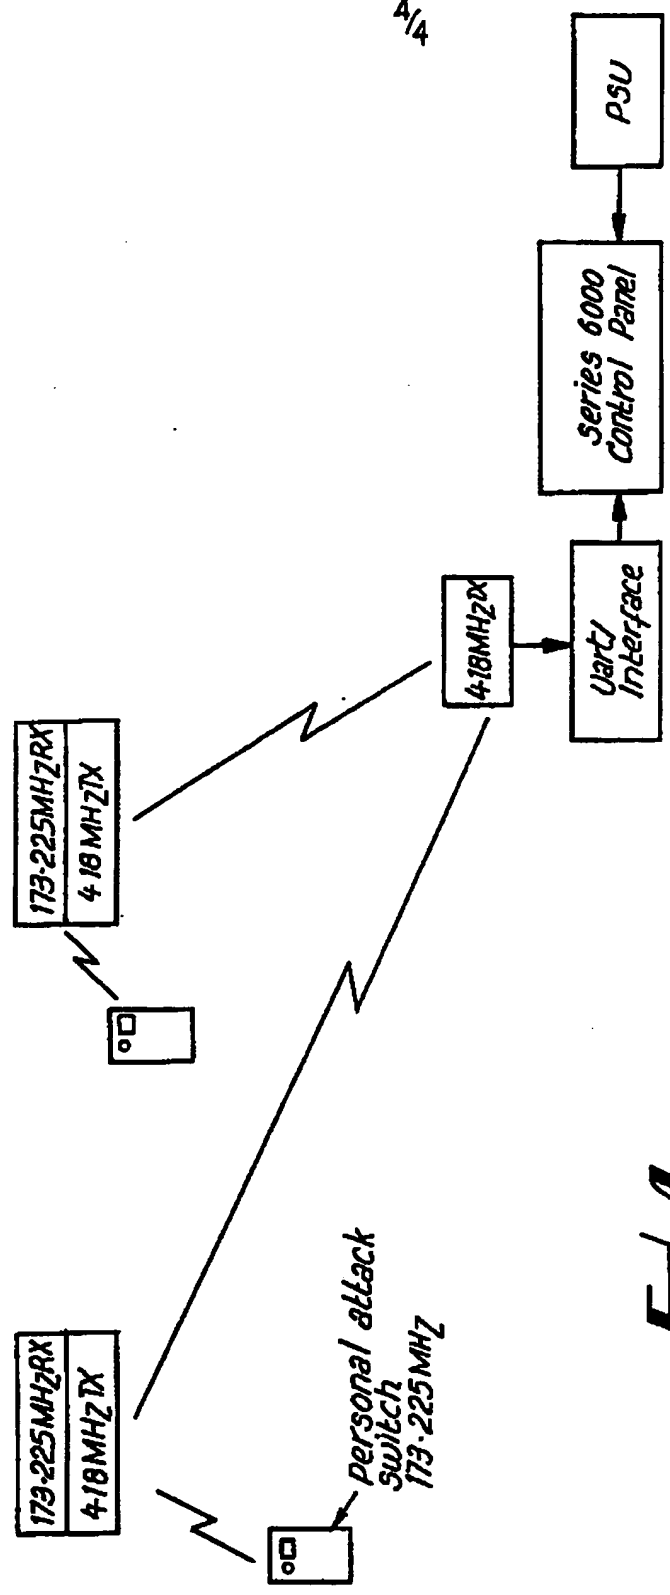 4/4
173·225MHZRX
418MHZTX
173·225MHZRX
418MHZTX
personal attack
switch
173·225MHZ
418MHZTX
Uart/
Interface
Series 6000
Control Panel
PSU